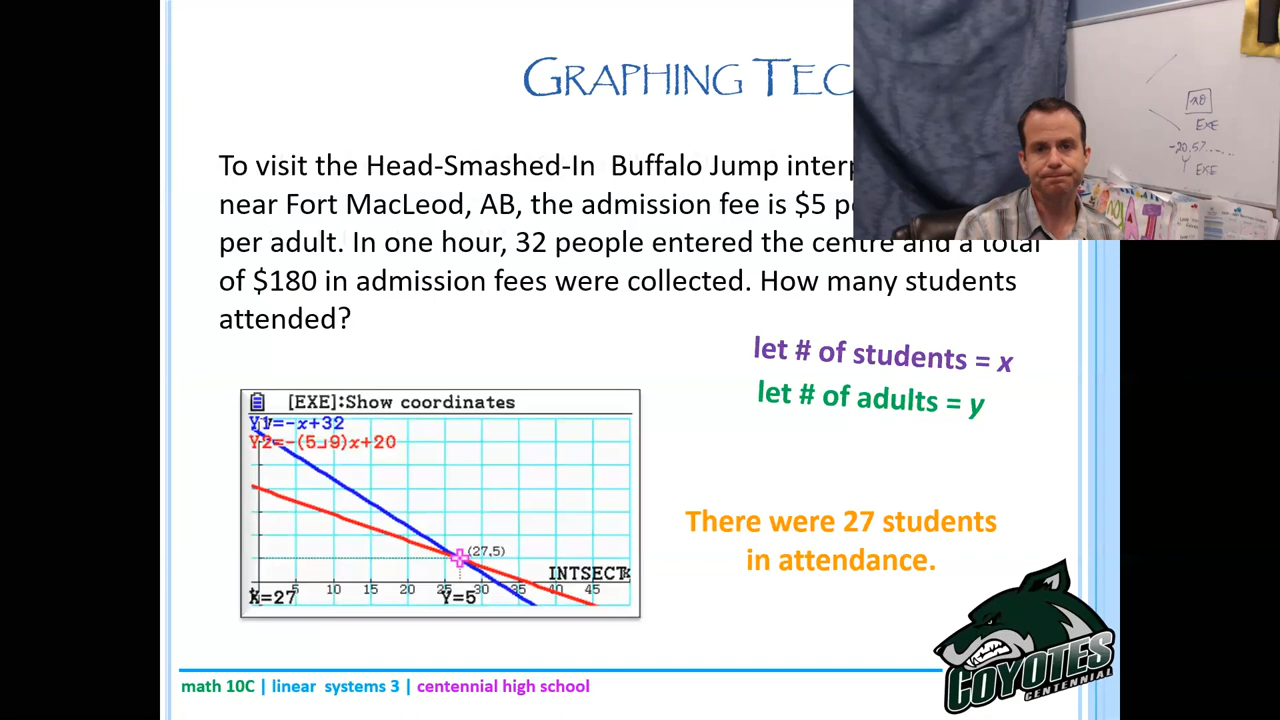 GRAPHING TEC
To visit the Head-Smashed-In Buffalo Jump interp
near Fort MacLeod, AB, the admission fee is $5 pe
per adult. In one hour, 32 people entered the centre and a total
of $180 in admission fees were collected. How many students
attended?
let # of students = x
let # of adults = y
[EXE]:Show coordinates
Y1=-x+32
Y2=-(5⌟9)x+20
(27,5)
INTSECT
5 10 15 20 25 30 35 40 45
X=27 Y=5
There were 27 students
in attendance.
math 10C | linear systems 3 | centennial high school
COYOTES
CENTENNIAL
EXE
-20,57...
Y
EXE